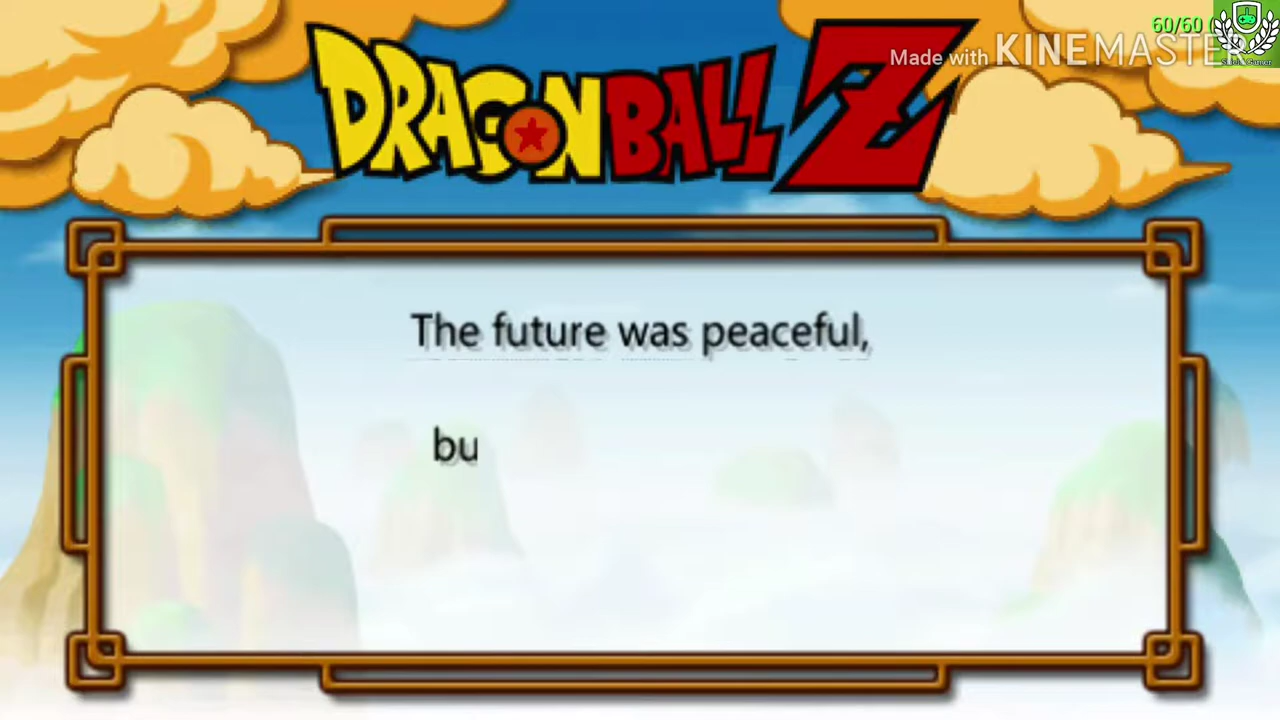 60/60
Made with KINEMASTER
DRAGON BALL Z
The future was peaceful,
bu